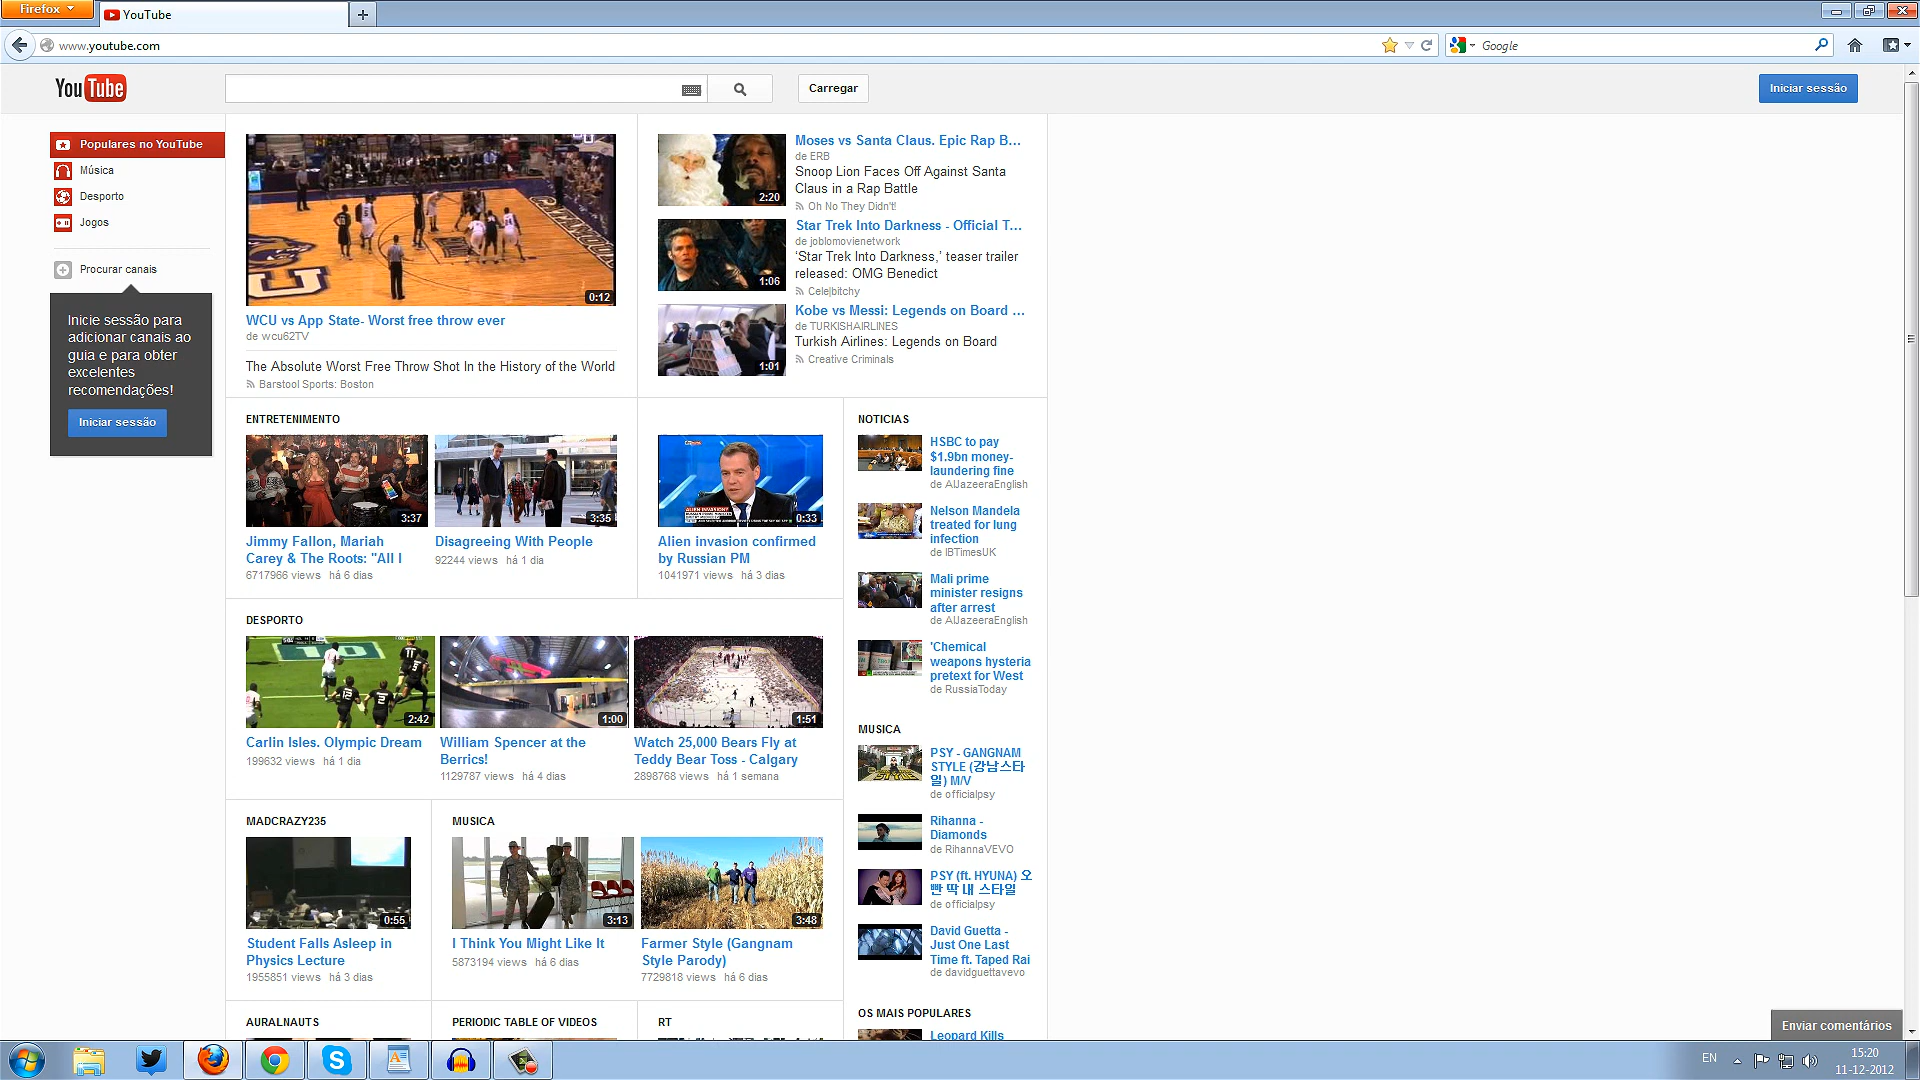 Firefox
YouTube
www.youtube.com
Google
YouTube
Carregar
Iniciar sessão
Populares no YouTube
Música
Desporto
Jogos
Procurar canais
Inicie sessão para
adicionar canais ao
guia e para obter
excelentes
recomendações!
Iniciar sessão
0:12
WCU vs App State- Worst free throw ever
de wcu62TV
The Absolute Worst Free Throw Shot In the History of the World
Barstool Sports: Boston
2:20
Moses vs Santa Claus. Epic Rap B...
de ERB
Snoop Lion Faces Off Against Santa
Claus in a Rap Battle
Oh No They Didn't!
1:06
Star Trek Into Darkness - Official T...
de joblomovienetwork
‘Star Trek Into Darkness,’ teaser trailer
released: OMG Benedict
Cele|bitchy
1:01
Kobe vs Messi: Legends on Board ...
de TURKISHAIRLINES
Turkish Airlines: Legends on Board
Creative Criminals
ENTRETENIMENTO
3:37
Jimmy Fallon, Mariah
Carey & The Roots: "All I
6717966 views há 6 dias
3:35
Disagreeing With People
92244 views há 1 dia
ALIEN INVASION?
0:33
Alien invasion confirmed
by Russian PM
1041971 views há 3 dias
DESPORTO
2:42
Carlin Isles. Olympic Dream
199632 views há 1 dia
1:00
William Spencer at the
Berrics!
1129787 views há 4 dias
1:51
Watch 25,000 Bears Fly at
Teddy Bear Toss - Calgary
2898768 views há 1 semana
MADCRAZY235
0:55
Student Falls Asleep in
Physics Lecture
1955851 views há 3 dias
MUSICA
3:13
I Think You Might Like It
5873194 views há 6 dias
3:48
Farmer Style (Gangnam
Style Parody)
7729818 views há 6 dias
AURALNAUTS
PERIODIC TABLE OF VIDEOS
RT
NOTICIAS
HSBC to pay
$1.9bn money-
laundering fine
de AlJazeeraEnglish
Nelson Mandela
treated for lung
infection
de IBTimesUK
Mali prime
minister resigns
after arrest
de AlJazeeraEnglish
'Chemical
weapons hysteria
pretext for West
de RussiaToday
MUSICA
PSY - GANGNAM
STYLE (강남스타
일) M/V
de officialpsy
Rihanna -
Diamonds
de RihannaVEVO
PSY (ft. HYUNA) 오
빤 딱 내 스타일
de officialpsy
David Guetta -
Just One Last
Time ft. Taped Rai
de davidguettavevo
OS MAIS POPULARES
Leopard Kills
Enviar comentários
EN
15:20
11-12-2012